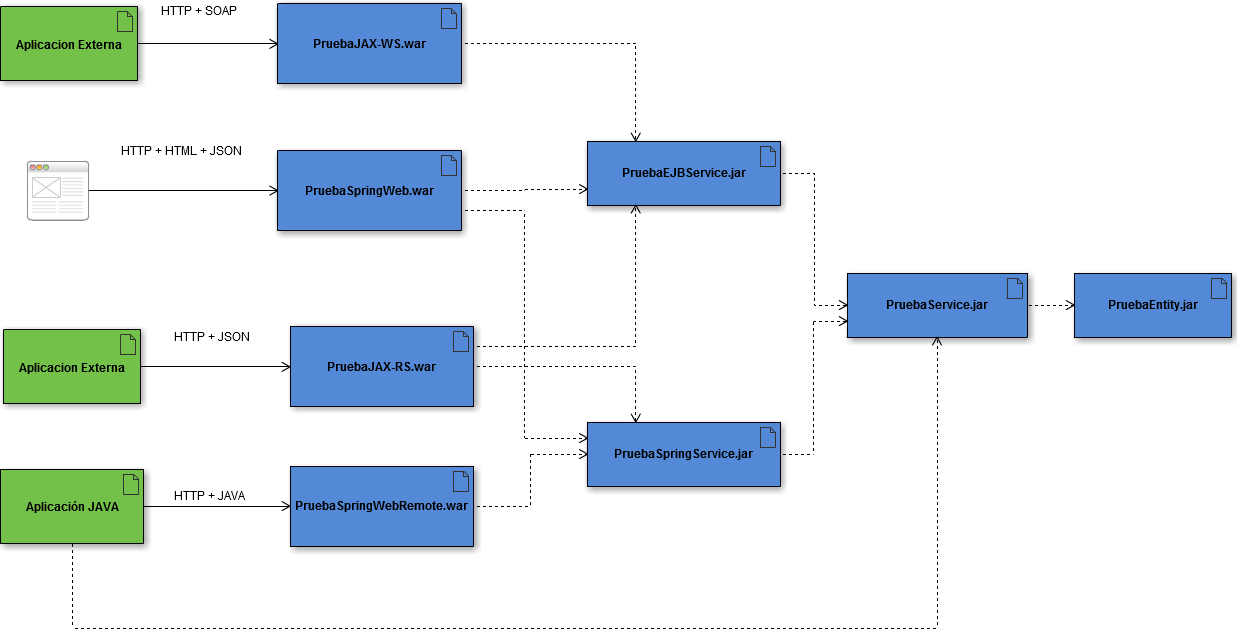 HTTP + SOAP
Aplicacion Externa
PruebaJAX-WS.war
HTTP + HTML + JSON
PruebaSpringWeb.war
PruebaEJBService.jar
PruebaService.jar
PruebaEntity.jar
HTTP + JSON
Aplicacion Externa
PruebaJAX-RS.war
PruebaSpringService.jar
HTTP + JAVA
Aplicación JAVA
PruebaSpringWebRemote.war